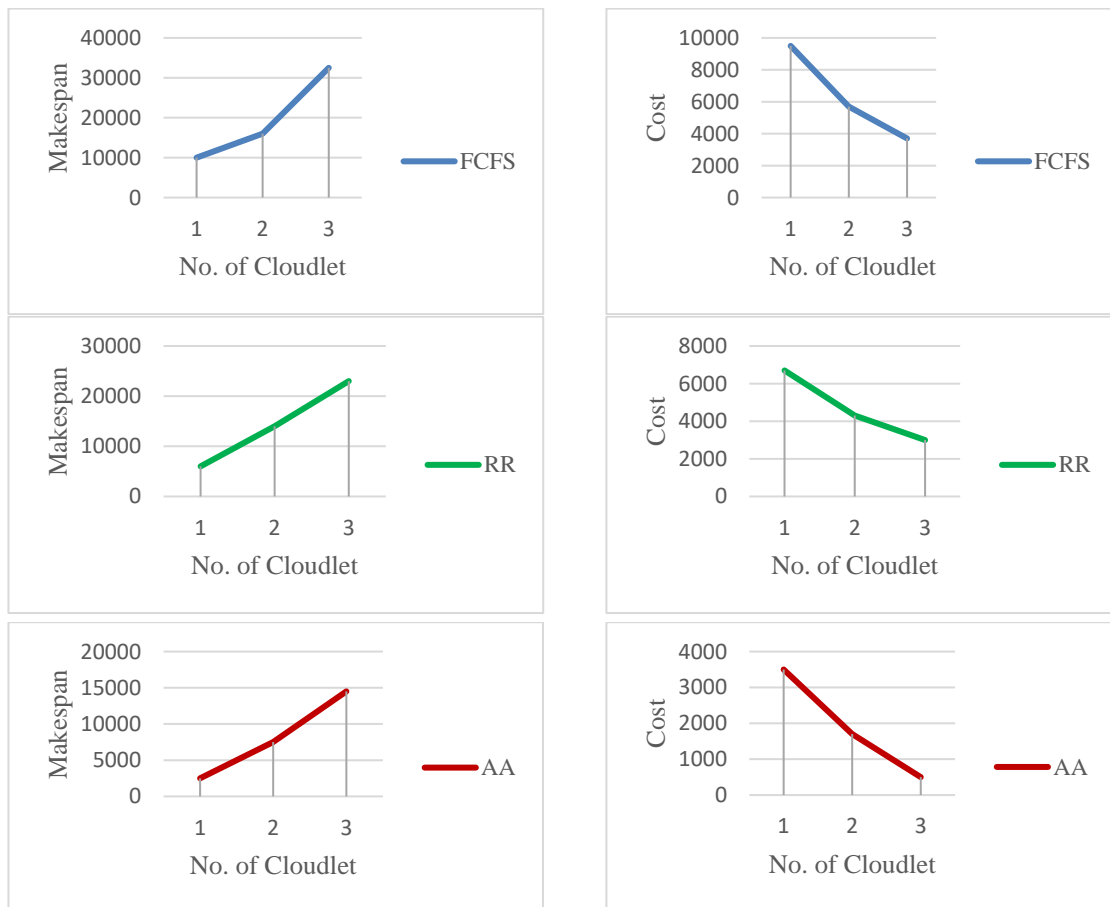 40000
30000
20000
10000
0
Makespan
1 2 3
No. of Cloudlet
FCFS
10000
8000
6000
4000
2000
0
Cost
1 2 3
No. of Cloudlet
FCFS
30000
20000
10000
0
Makespan
1 2 3
No. of Cloudlet
RR
8000
6000
4000
2000
0
Cost
1 2 3
No. of Cloudlet
RR
20000
15000
10000
5000
0
Makespan
1 2 3
No. of Cloudlet
AA
4000
3000
2000
1000
0
Cost
1 2 3
No. of Cloudlet
AA